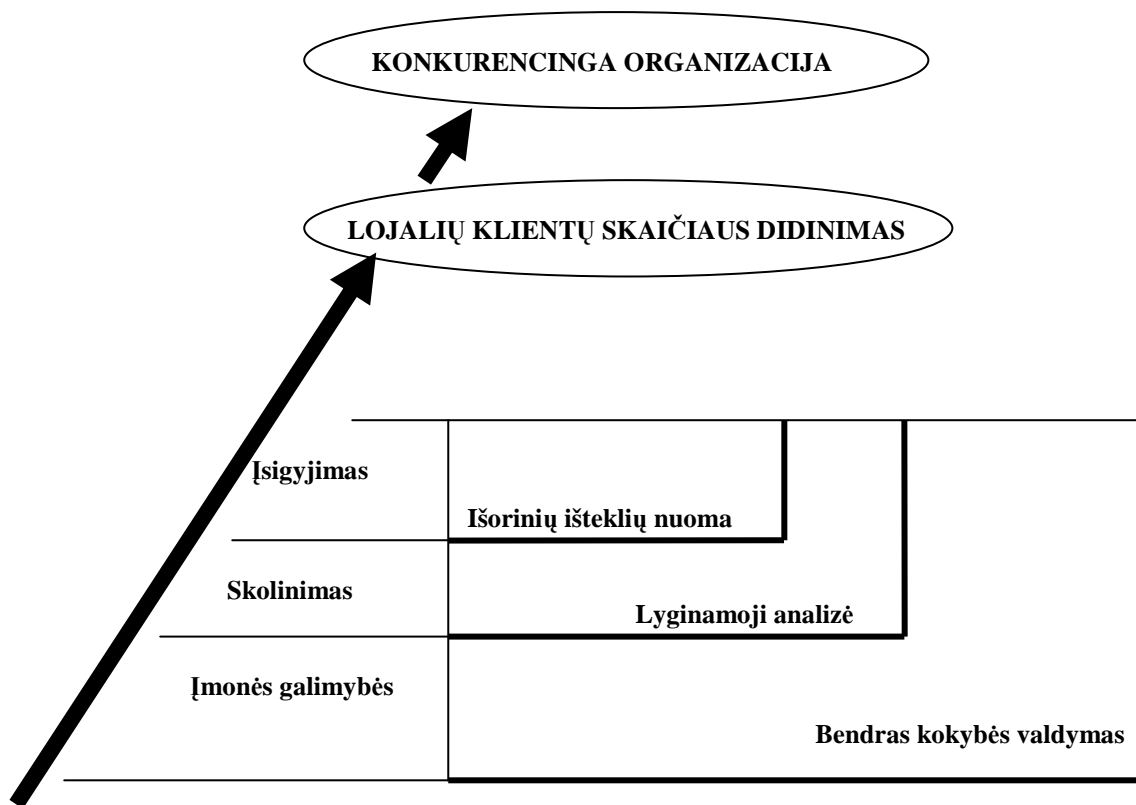 KONKURENCINGA ORGANIZACIJA
LOJALIŲ KLIENTŲ SKAIČIAUS DIDINIMAS
Įsigyjimas
Išorinių išteklių nuoma
Skolinimas
Lyginamoji analizė
Įmonės galimybės
Bendras kokybės valdymas